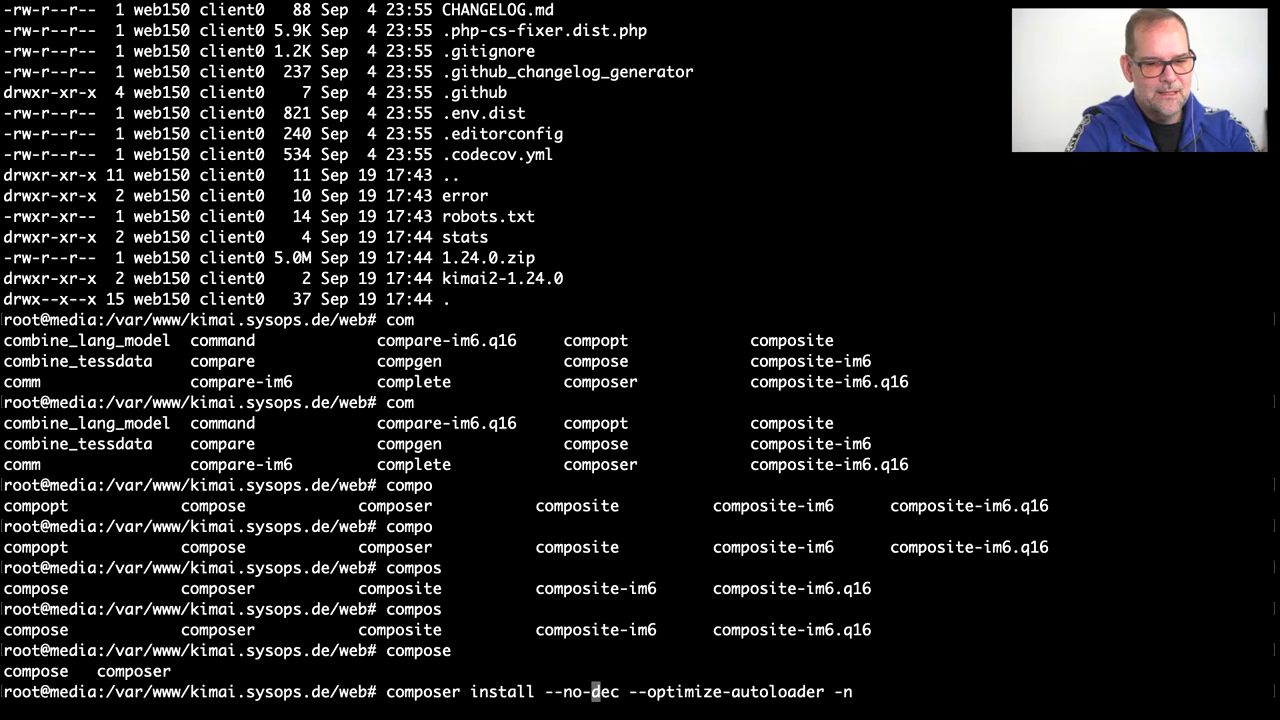 -rw-r--r-- 1 web150 client0 88 Sep 4 23:55 CHANGELOG.md
-rw-r--r-- 1 web150 client0 5.9K Sep 4 23:55 .php-cs-fixer.dist.php
-rw-r--r-- 1 web150 client0 1.2K Sep 4 23:55 .gitignore
-rw-r--r-- 1 web150 client0 237 Sep 4 23:55 .github_changelog_generator
drwxr-xr-x 4 web150 client0 7 Sep 4 23:55 .github
-rw-r--r-- 1 web150 client0 821 Sep 4 23:55 .env.dist
-rw-r--r-- 1 web150 client0 240 Sep 4 23:55 .editorconfig
-rw-r--r-- 1 web150 client0 534 Sep 4 23:55 .codecov.yml
drwxr-xr-x 11 web150 client0 11 Sep 19 17:43 ..
drwxr-xr-x 2 web150 client0 10 Sep 19 17:43 error
-rwxr-xr-- 1 web150 client0 14 Sep 19 17:43 robots.txt
drwxr-xr-x 2 web150 client0 4 Sep 19 17:44 stats
-rw-r--r-- 1 web150 client0 5.0M Sep 19 17:44 1.24.0.zip
drwxr-xr-x 2 web150 client0 2 Sep 19 17:44 kimai2-1.24.0
drwx--x--x 15 web150 client0 37 Sep 19 17:44 .
root@media:/var/www/kimai.sysops.de/web# com
combine_lang_model command compare-im6.q16 compopt composite
combine_tessdata compare compgen compose composite-im6
comm compare-im6 complete composer composite-im6.q16
root@media:/var/www/kimai.sysops.de/web# com
combine_lang_model command compare-im6.q16 compopt composite
combine_tessdata compare compgen compose composite-im6
comm compare-im6 complete composer composite-im6.q16
root@media:/var/www/kimai.sysops.de/web# compo
compopt compose composer composite composite-im6 composite-im6.q16
root@media:/var/www/kimai.sysops.de/web# compo
compopt compose composer composite composite-im6 composite-im6.q16
root@media:/var/www/kimai.sysops.de/web# compos
compose composer composite composite-im6 composite-im6.q16
root@media:/var/www/kimai.sysops.de/web# compos
compose composer composite composite-im6 composite-im6.q16
root@media:/var/www/kimai.sysops.de/web# compose
compose composer
root@media:/var/www/kimai.sysops.de/web# composer install --no-dec --optimize-autoloader -n